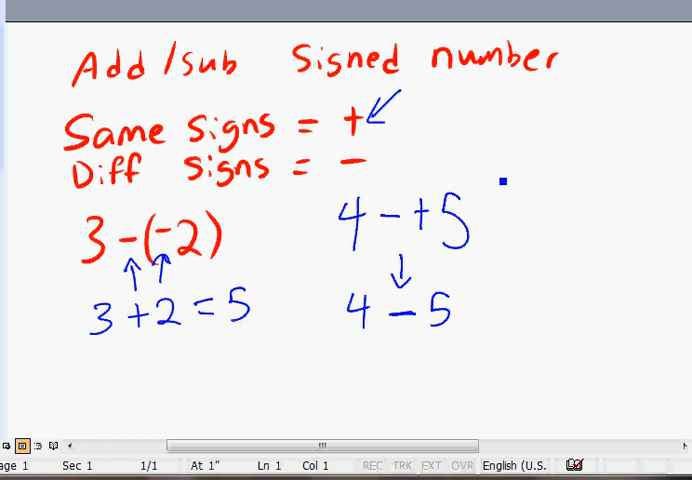 Add/sub Signed number
Same signs = +
Diff signs = -
3 - (-2)
3 + 2 = 5
4 - + 5
4 - 5
age 1 Sec 1 1/1 At 1" Ln 1 Col 1 REC TRK EXT OVR English (U.S.